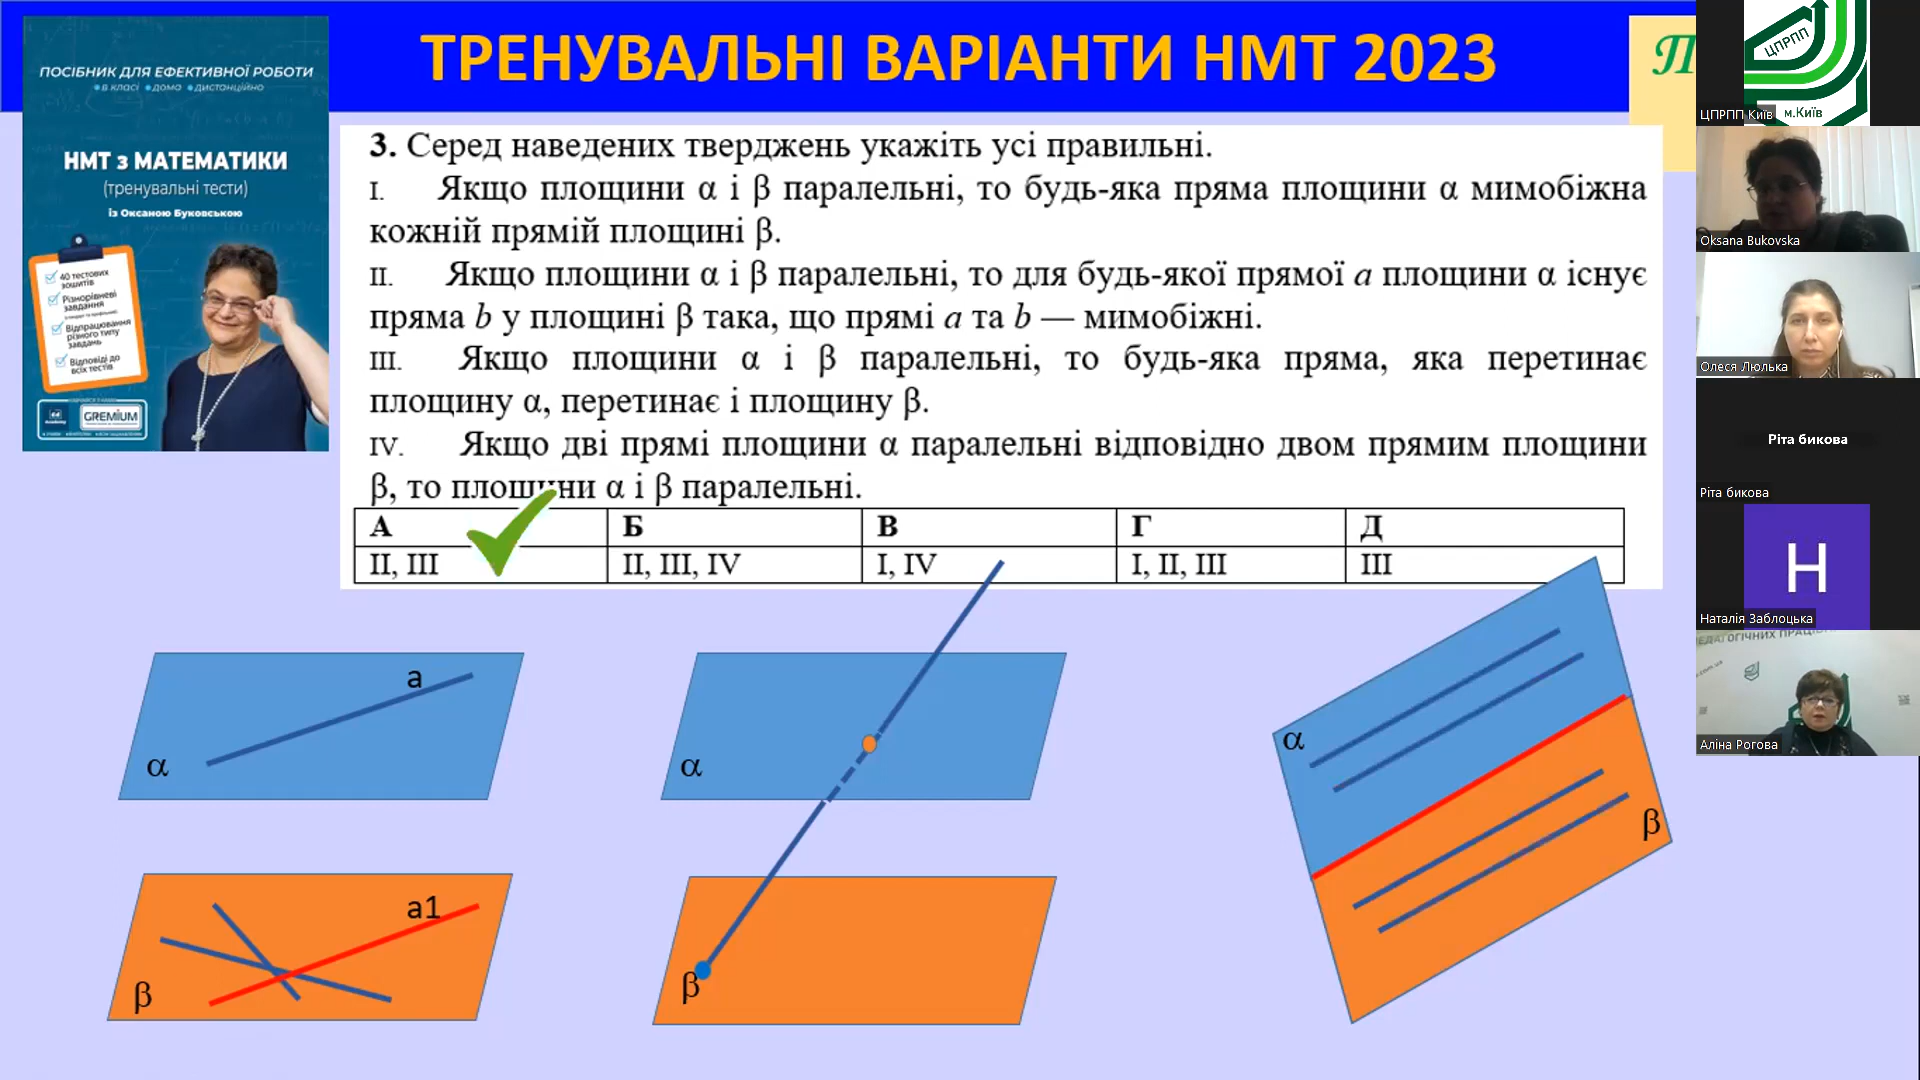 ТРЕНУВАЛЬНІ ВАРІАНТИ НМТ 2023
ПОСІБНИК ДЛЯ ЕФЕКТИВНОЇ РОБОТИ
в класі дома дистанційно
НМТ з МАТЕМАТИКИ
(тренувальні тести)
із Оксаною Буковською
40 тестових
зошитів
Різнорівневі
завдання
Відпрацювання
різного типу
завдань
Відповіді до
всіх тестів
GREMIUM
3. Серед наведених тверджень укажіть усі правильні.
I. Якщо площини α і β паралельні, то будь-яка пряма площини α мимобіжна
кожній прямій площині β.
II. Якщо площини α і β паралельні, то для будь-якої прямої a площини α існує
пряма b у площині β така, що прямі a та b — мимобіжні.
III. Якщо площини α і β паралельні, то будь-яка пряма, яка перетинає
площину α, перетинає і площину β.
IV. Якщо дві прямі площини α паралельні відповідно двом прямим площини
β, то площини α і β паралельні.
А Б В Г Д
II, III II, III, IV I, IV I, II, III III
a
α
a1
β
α
β
α
β
П
ЦПРПП
м.Київ
ЦПРПП Київ
Oksana Bukovska
Олеся Люлька
Ріта бикова
Ріта бикова
Н
Наталія Заблоцька
Аліна Рогова